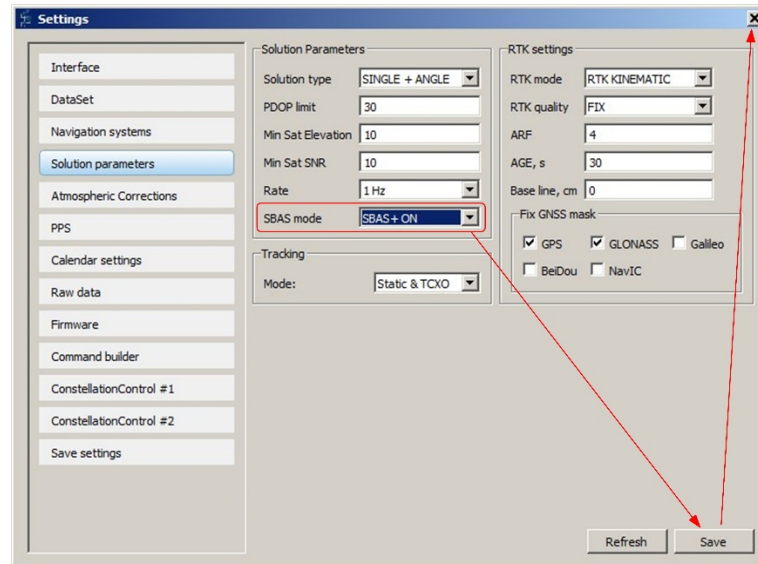 Settings
Interface
DataSet
Navigation systems
Solution parameters
Atmospheric Corrections
PPS
Calendar settings
Raw data
Firmware
Command builder
ConstellationControl #1
ConstellationControl #2
Save settings
Solution Parameters
Solution type SINGLE + ANGLE
PDOP limit 30
Min Sat Elevation 10
Min Sat SNR 10
Rate 1 Hz
SBAS mode SBAS+ ON
Tracking
Mode: Static & TCXO
RTK settings
RTK mode RTK KINEMATIC
RTK quality FIX
ARF 4
AGE, s 30
Base line, cm 0
Fix GNSS mask
GPS GLONASS Galileo
BeiDou NavIC
Refresh Save